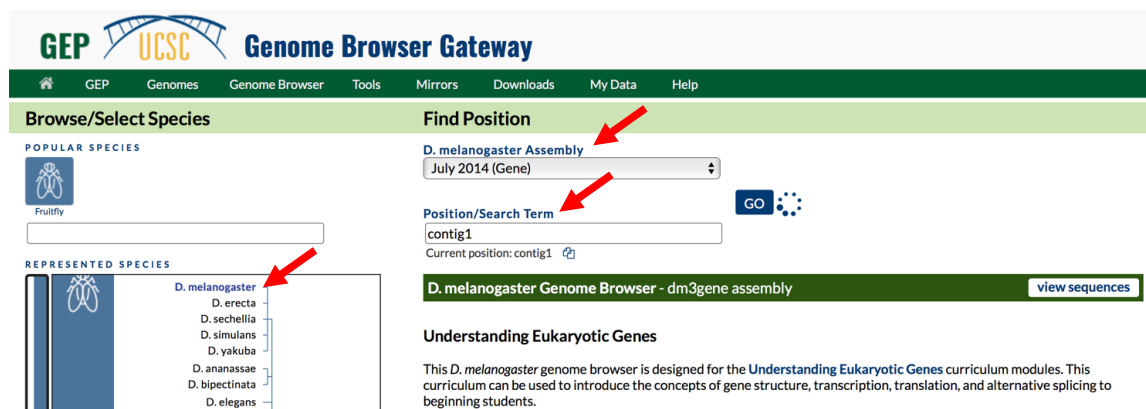 GEP UCSC Genome Browser Gateway
GEP Genomes Genome Browser Tools Mirrors Downloads My Data Help
Browse/Select Species
POPULAR SPECIES
Fruitfly
REPRESENTED SPECIES
D. melanogaster
D. erecta
D. sechellia
D. simulans
D. yakuba
D. ananassae
D. bipectinata
D. elegans
Find Position
D. melanogaster Assembly
July 2014 (Gene)
Position/Search Term
contig1
GO
Current position: contig1
D. melanogaster Genome Browser - dm3gene assembly
view sequences
Understanding Eukaryotic Genes
This D. melanogaster genome browser is designed for the Understanding Eukaryotic Genes curriculum modules. This
curriculum can be used to introduce the concepts of gene structure, transcription, translation, and alternative splicing to
beginning students.